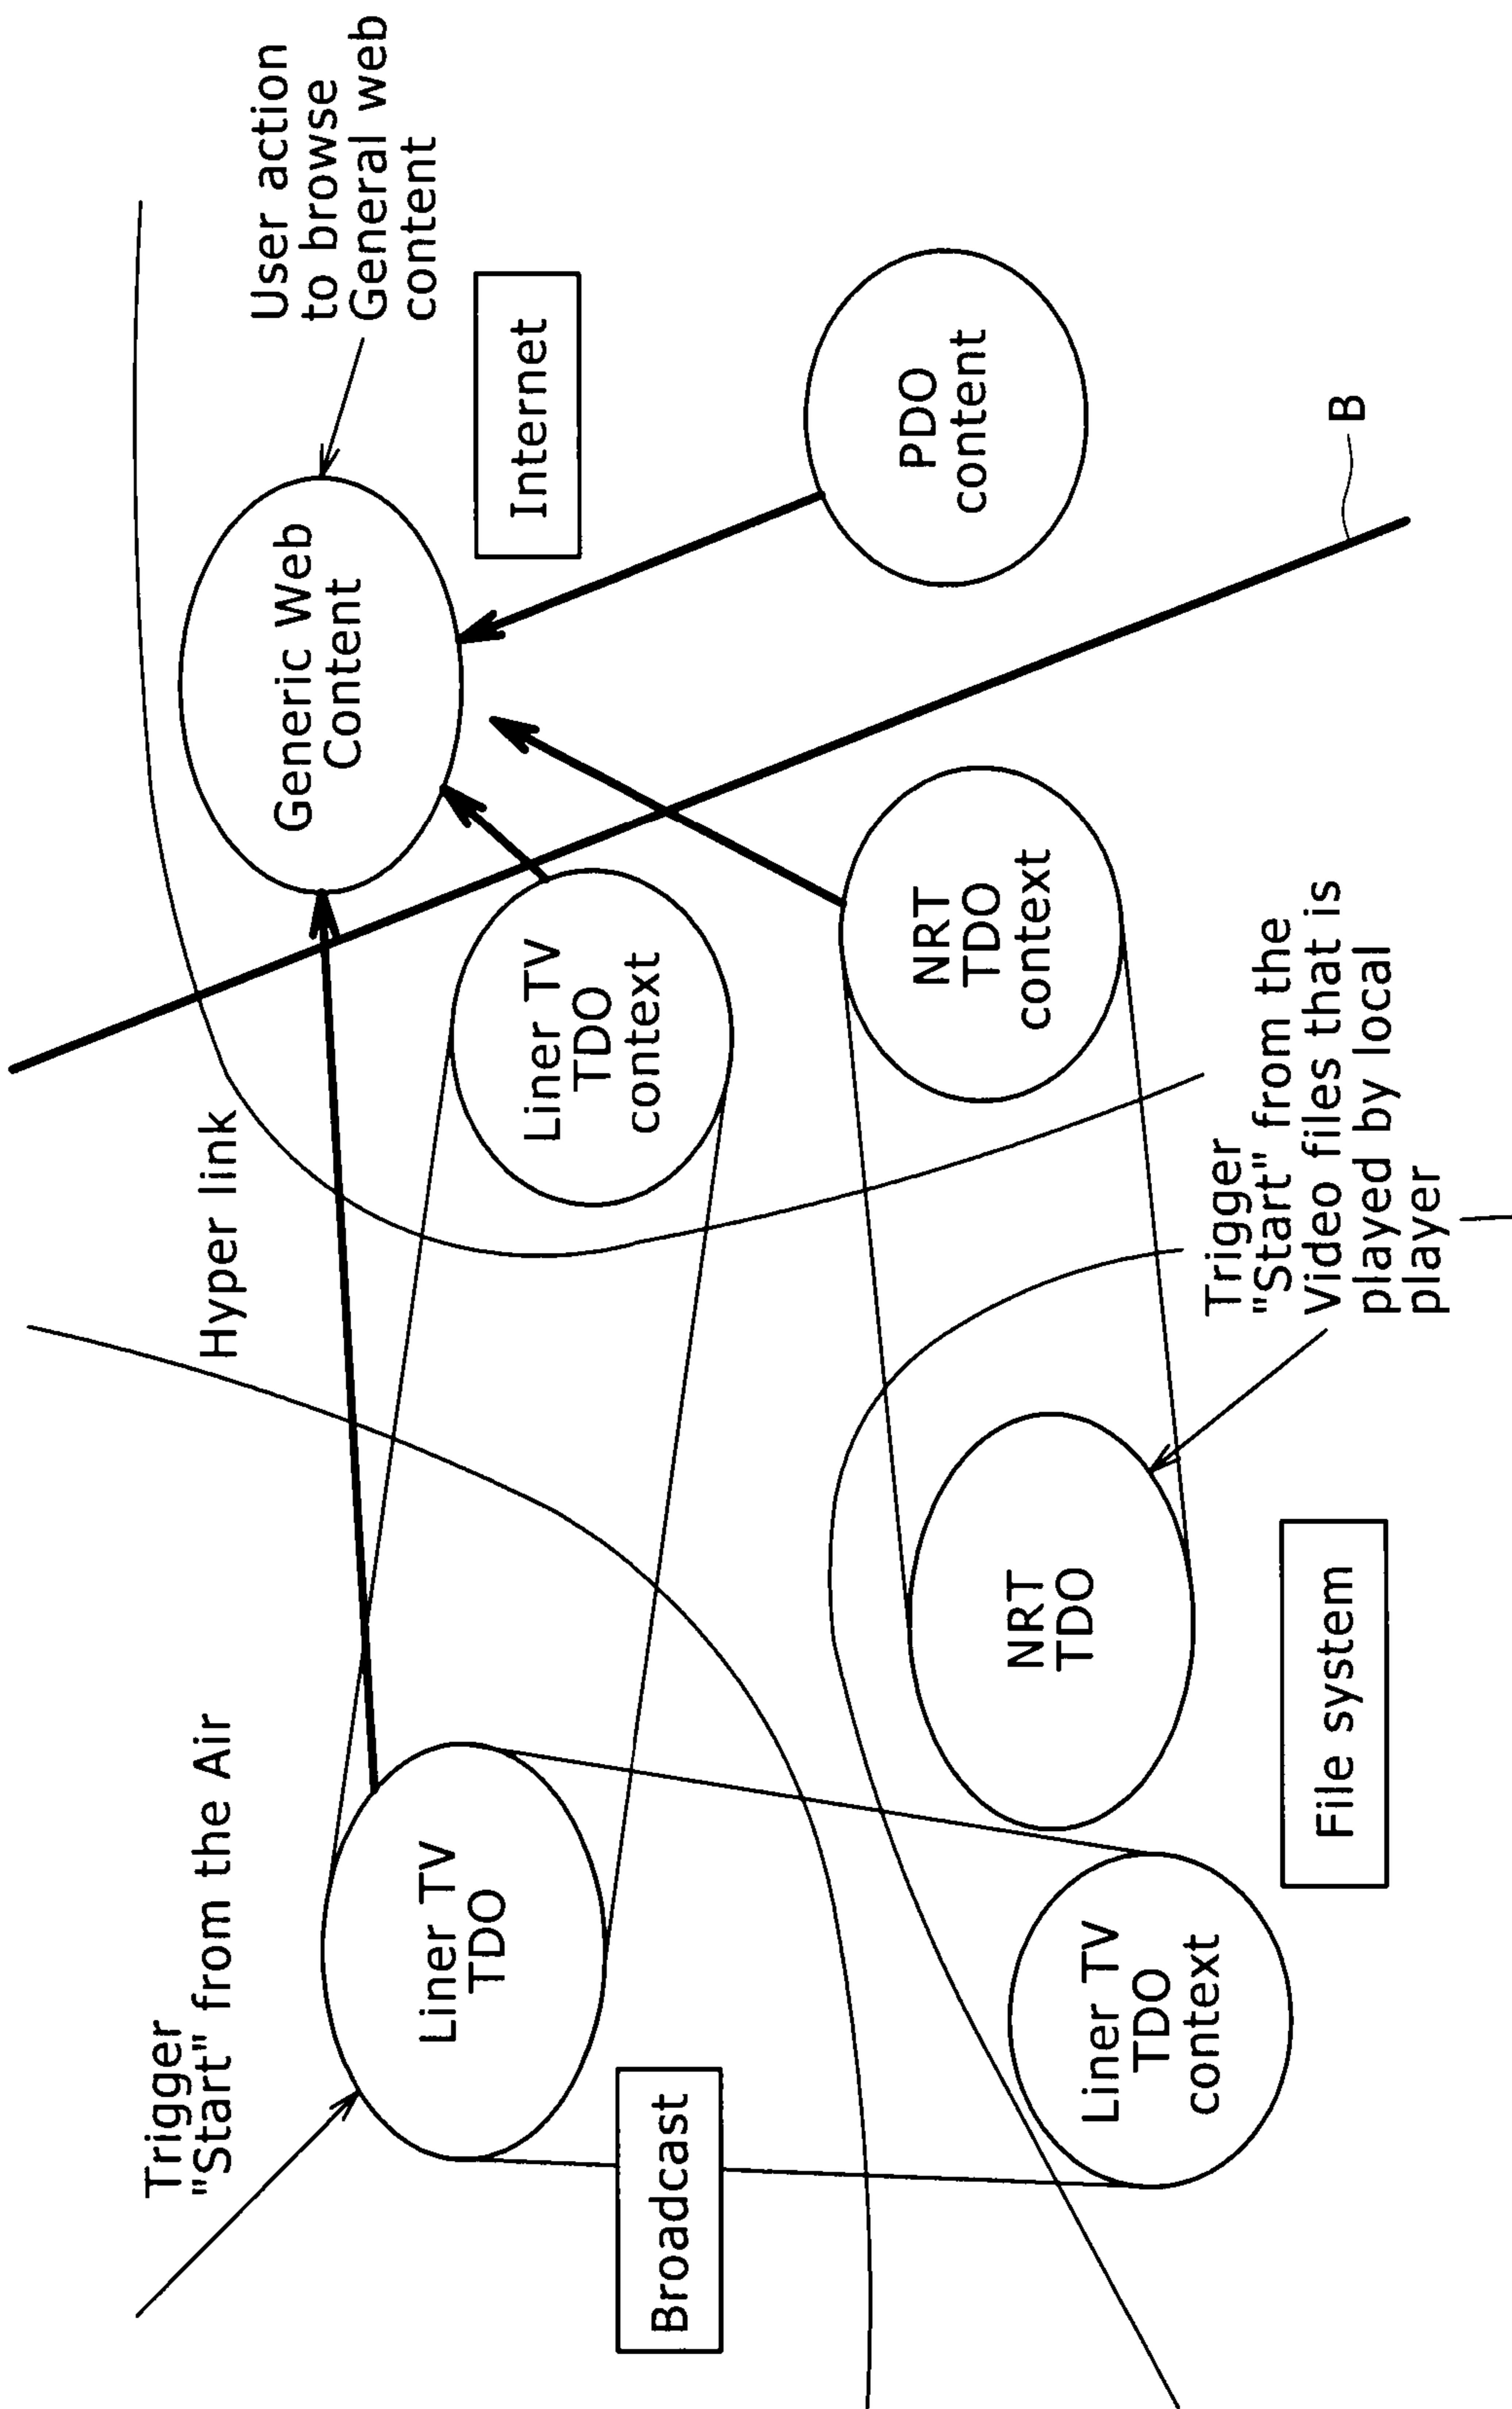 Trigger
"Start" from the Air
Hyper link
User action
to browse
General web
content
Liner TV
TDO
Generic Web
Content
Internet
Liner TV
TDO
context
Broadcast
PDO
content
NRT
TDO
context
NRT
TDO
Liner TV
TDO
context
Trigger
"Start" from the
Video files that is
played by local
player
File system
B